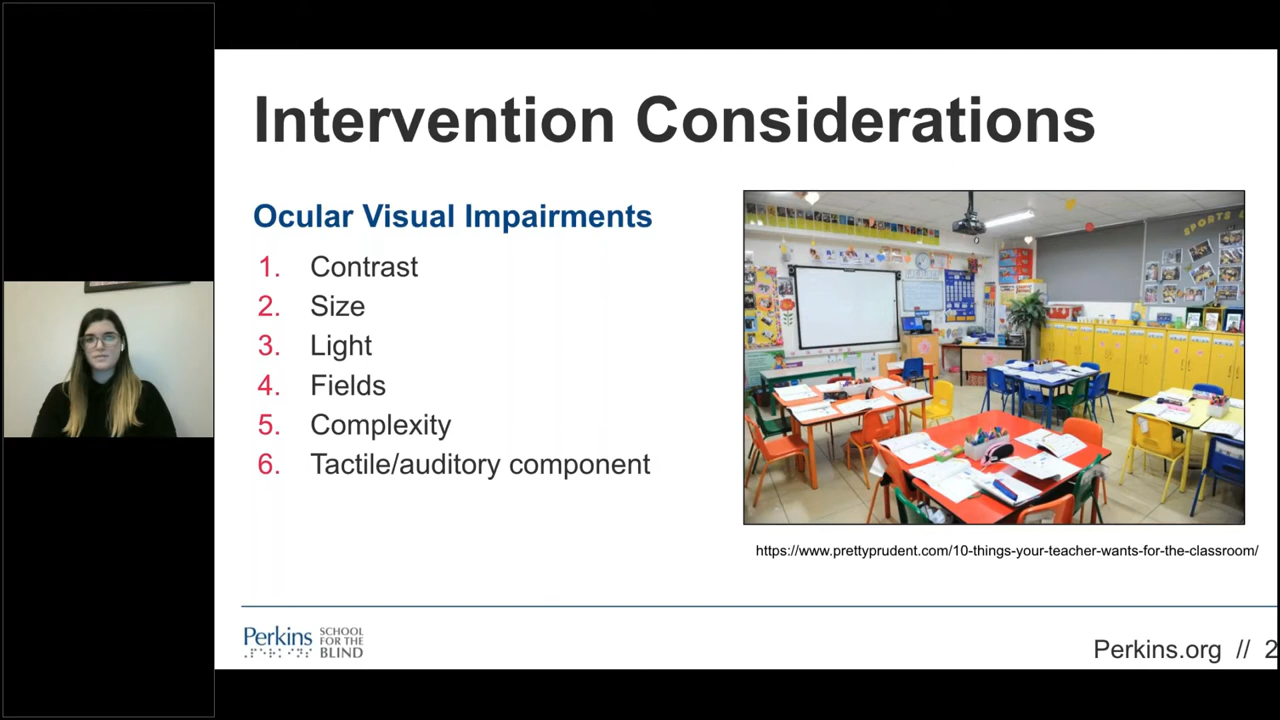 Intervention Considerations
Ocular Visual Impairments
1. Contrast
2. Size
3. Light
4. Fields
5. Complexity
6. Tactile/auditory component
SPORTS
https://www.prettyprudent.com/10-things-your-teacher-wants-for-the-classroom/
Perkins SCHOOL FOR THE BLIND
Perkins.org // 2